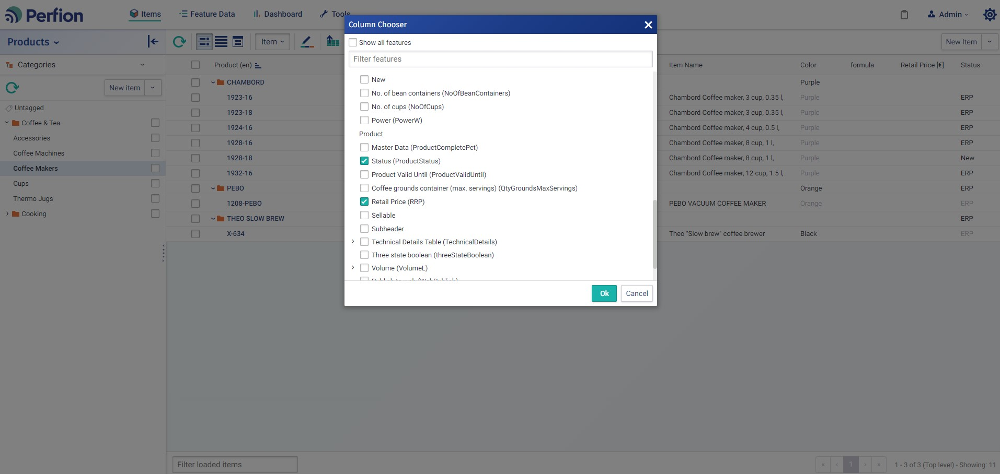 Perfion
Items
Feature Data
Dashboard
Tools
Admin
Products
Item
New Item
Categories
New item
Untagged
Coffee & Tea
Accessories
Coffee Machines
Coffee Makers
Cups
Thermo Jugs
Cooking
Product (en)
Item Name
Color
formula
Retail Price [€]
Status
CHAMBORD
Purple
1923-16
Chambord Coffee maker, 3 cup, 0.35 l,
Purple
ERP
1923-18
Chambord Coffee maker, 3 cup, 0.35 l,
Purple
ERP
1924-16
Chambord Coffee maker, 4 cup, 0.5 l,
Purple
ERP
1928-16
Chambord Coffee maker, 8 cup, 1 l,
Purple
ERP
1928-18
Chambord Coffee maker, 8 cup, 1 l,
Purple
New
1932-16
Chambord Coffee maker, 12 cup, 1.5 l,
Purple
ERP
PEBO
Orange
ERP
1208-PEBO
PEBO VACUUM COFFEE MAKER
Orange
ERP
THEO SLOW BREW
ERP
X-634
Theo "Slow brew" coffee brewer
Black
ERP
Column Chooser
Show all features
Filter features
New
No. of bean containers (NoOfBeanContainers)
No. of cups (NoOfCups)
Power (PowerW)
Product
Master Data (ProductCompletePct)
Status (ProductStatus)
Product Valid Until (ProductValidUntil)
Coffee grounds container (max. servings) (QtyGroundsMaxServings)
Retail Price (RRP)
Sellable
Subheader
Technical Details Table (TechnicalDetails)
Three state boolean (threeStateBoolean)
Volume (VolumeL)
Publish to web (WebPublish)
Ok
Cancel
Filter loaded items
« ‹ 1 › »
1 - 3 of 3 (Top level) - Showing: 11